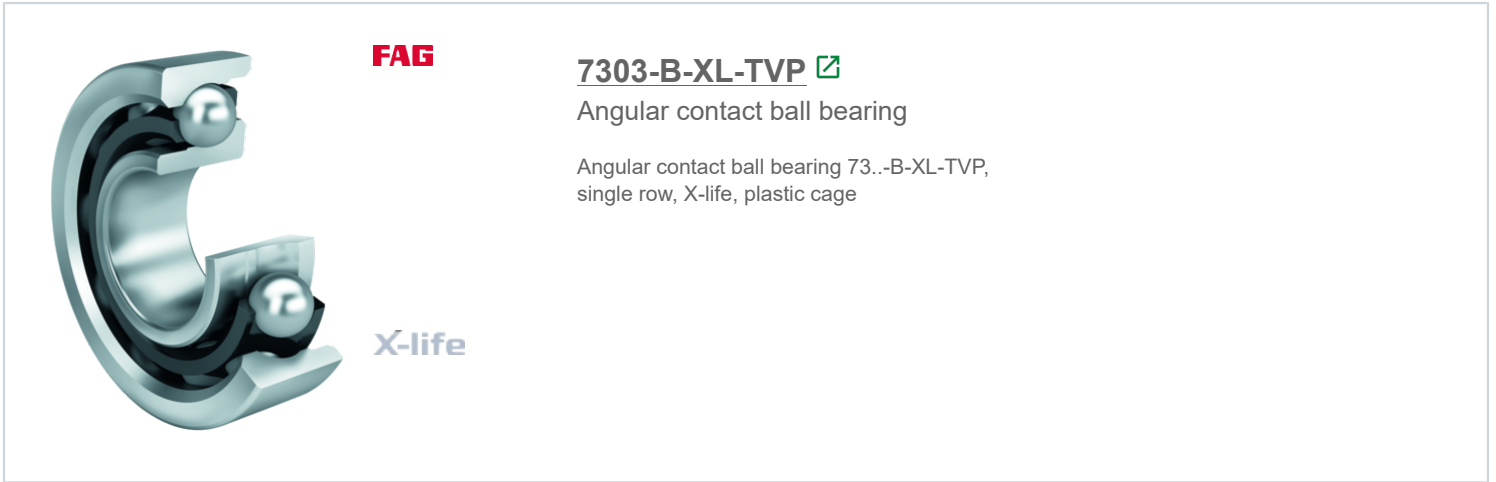 FAG
7303-B-XL-TVP
Angular contact ball bearing
Angular contact ball bearing 73..-B-XL-TVP,
single row, X-life, plastic cage
X-life